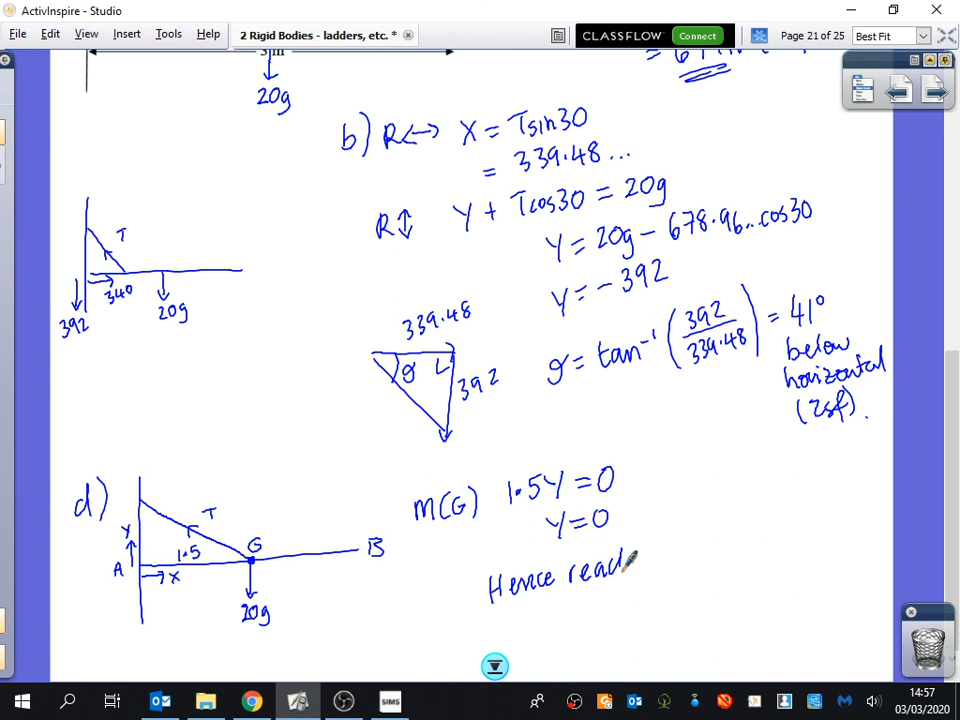 ActivInspire - Studio
File Edit View Insert Tools Help
2 Rigid Bodies - ladders, etc. *
CLASSFLOW Connect
Page 21 of 25
Best Fit
3m
20g
b) R↔ X = Tsin30
= 339.48...
R↕ Y + Tcos30 = 20g
Y = 20g - 678.96...cos30
Y = -392
T
340
392
20g
339.48
392
= tan⁻¹ (392/339.48) = 41°
below
horizontal
(2sf).
d)
T
Y
1.5
G
B
A
X
20g
M(G) 1.5Y = 0
Y = 0
Hence reac
SIMS
14:57
03/03/2020